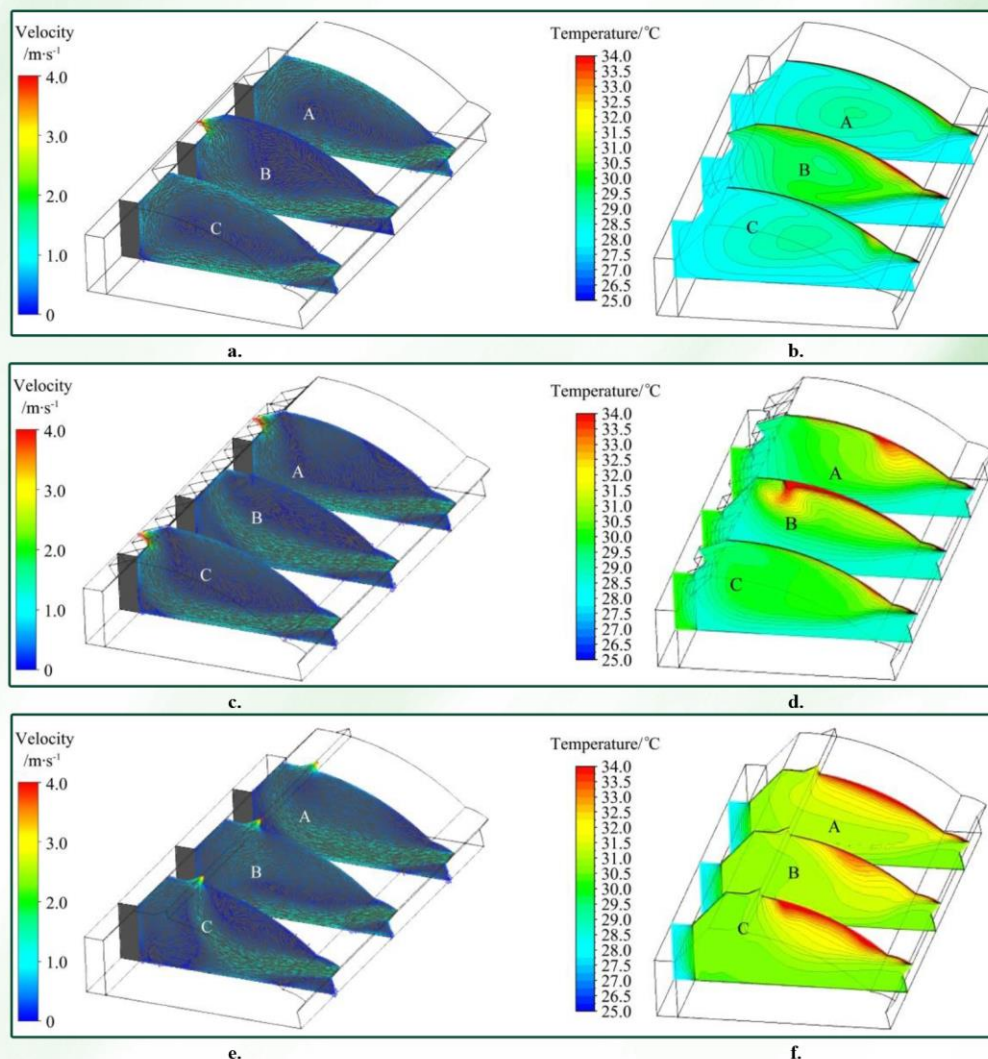 Velocity
/m·s⁻¹
4.0
3.0
2.0
1.0
0
A
B
C
a.
Temperature/°C
34.0
33.5
33.0
32.5
32.0
31.5
31.0
30.5
30.0
29.5
29.0
28.5
28.0
27.5
27.0
26.5
26.0
25.0
A
B
C
b.
Velocity
/m·s⁻¹
4.0
3.0
2.0
1.0
0
A
B
C
c.
Temperature/°C
34.0
33.5
33.0
32.5
32.0
31.5
31.0
30.5
30.0
29.5
29.0
28.5
28.0
27.5
27.0
26.5
26.0
25.0
A
B
C
d.
Velocity
/m·s⁻¹
4.0
3.0
2.0
1.0
0
A
B
C
e.
Temperature/°C
34.0
33.5
33.0
32.5
32.0
31.5
31.0
30.5
30.0
29.5
29.0
28.5
28.0
27.5
27.0
26.5
26.0
25.0
A
B
C
f.